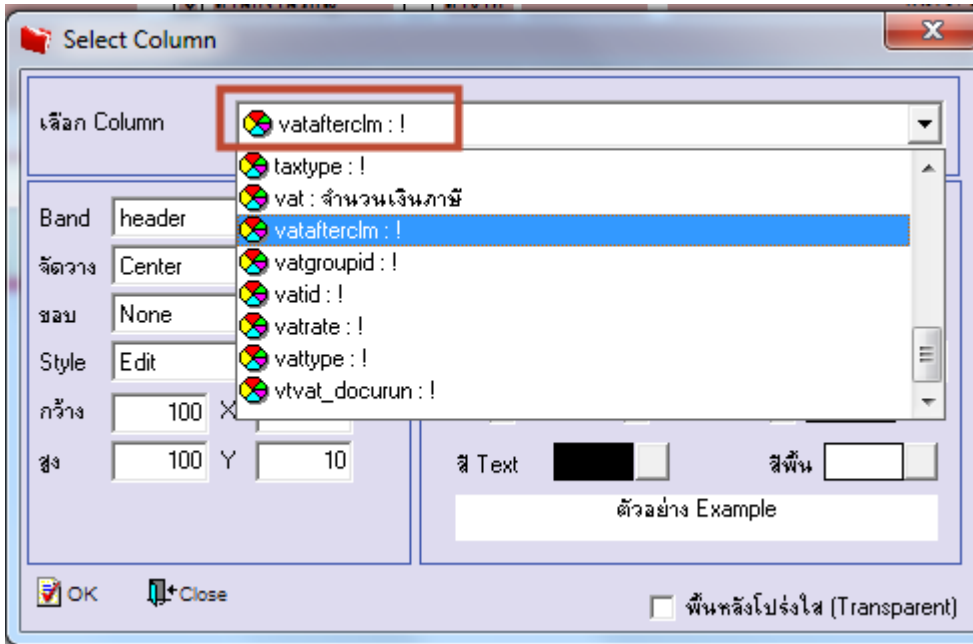 Select Column
เลือก Column
vatafterclm : !
taxtype : !
vat : จำนวนเงินภาษี
vatafterclm : !
vatgroupid : !
vatid : !
vatrate : !
vattype : !
vtvat_docurun : !
Band header
จัดวาง Center
ขอบ None
Style Edit
กว้าง 100 X
สูง 100 Y 10
สี Text
สีพื้น
ตัวอย่าง Example
OK Close
พื้นหลังโปร่งใส (Transparent)